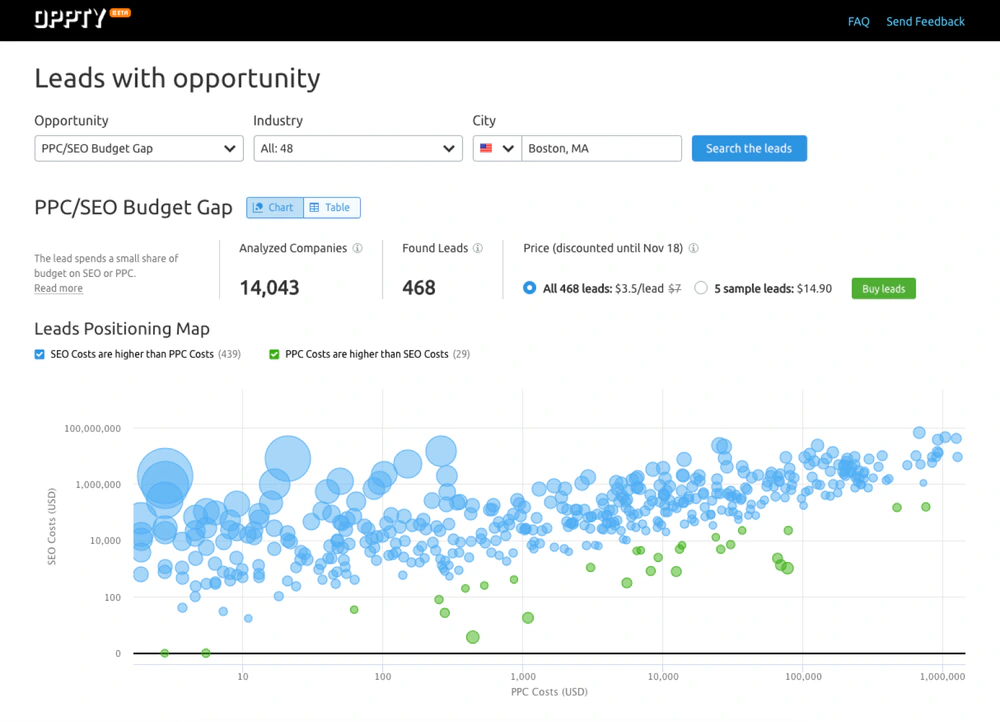 OPPTY BETA
FAQ Send Feedback
Leads with opportunity
Opportunity Industry City
PPC/SEO Budget Gap All: 48 Boston, MA Search the leads
PPC/SEO Budget Gap Chart Table
The lead spends a small share of
budget on SEO or PPC.
Read more
Analyzed Companies
14,043
Found Leads
468
Price (discounted until Nov 18)
All 468 leads: $3.5/lead $7 5 sample leads: $14.90 Buy leads
Leads Positioning Map
SEO Costs are higher than PPC Costs (439) PPC Costs are higher than SEO Costs (29)
SEO Costs (USD)
100,000,000
1,000,000
10,000
100
0
10 100 1,000 10,000 100,000 1,000,000
PPC Costs (USD)